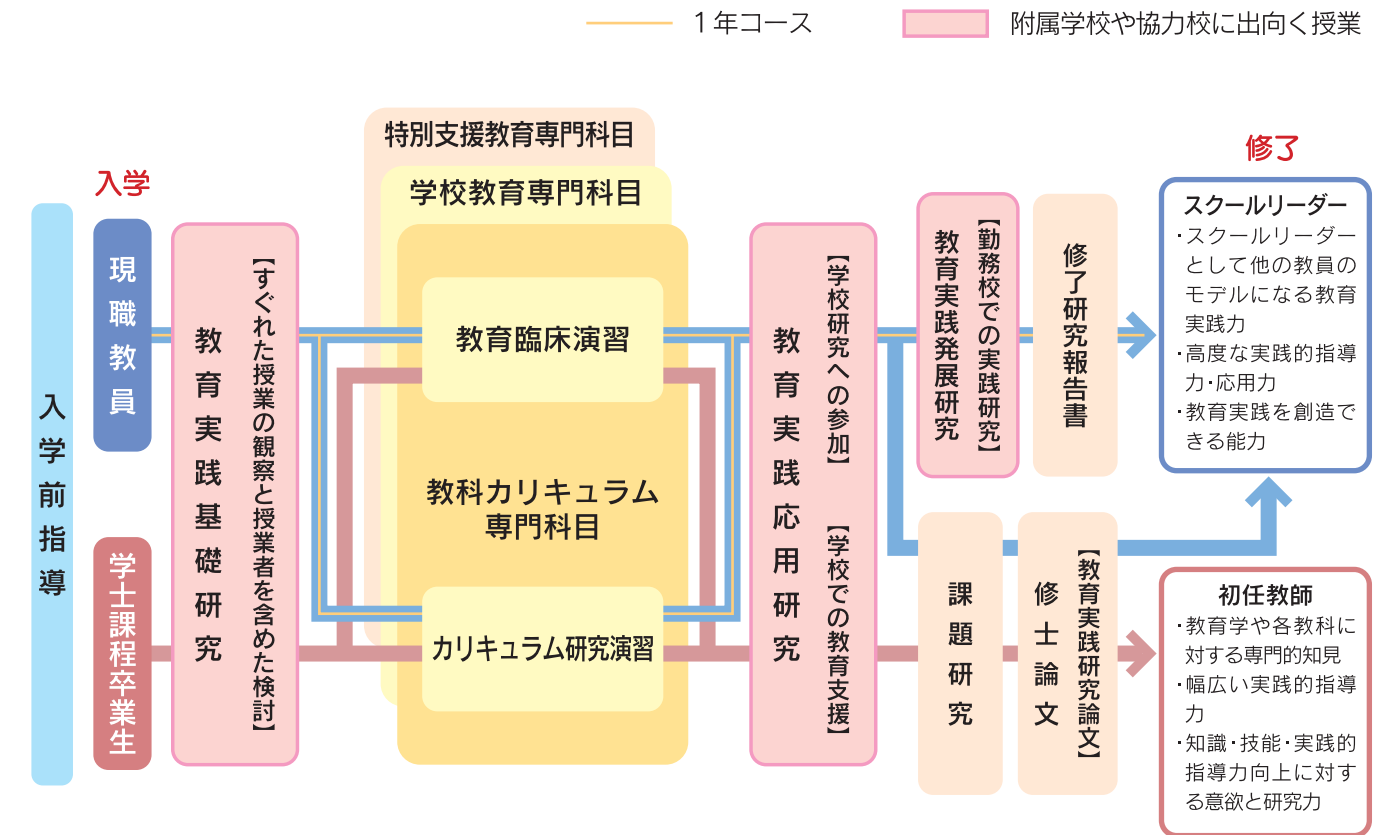 1年コース
附属学校や協力校に出向く授業
入学前指導
入学
現職教員
学士課程卒業生
教育実践基礎研究
【すぐれた授業の観察と授業者を含めた検討】
特別支援教育専門科目
学校教育専門科目
教育臨床演習
教科カリキュラム
専門科目
カリキュラム研究演習
教育実践応用研究
【学校研究への参加】
【学校での教育支援】
教育実践発展研究
【勤務校での実践研究】
修了研究報告書
課題研究
修士論文
【教育実践研究論文】
修了
スクールリーダー
・スクールリーダー
として他の教員の
モデルになる教育
実践力
・高度な実践的指導
力・応用力
・教育実践を創造で
きる能力
初任教師
・教育学や各教科に
対する専門的知見
・幅広い実践的指導
力
・知識・技能・実践的
指導力向上に対す
る意欲と研究力